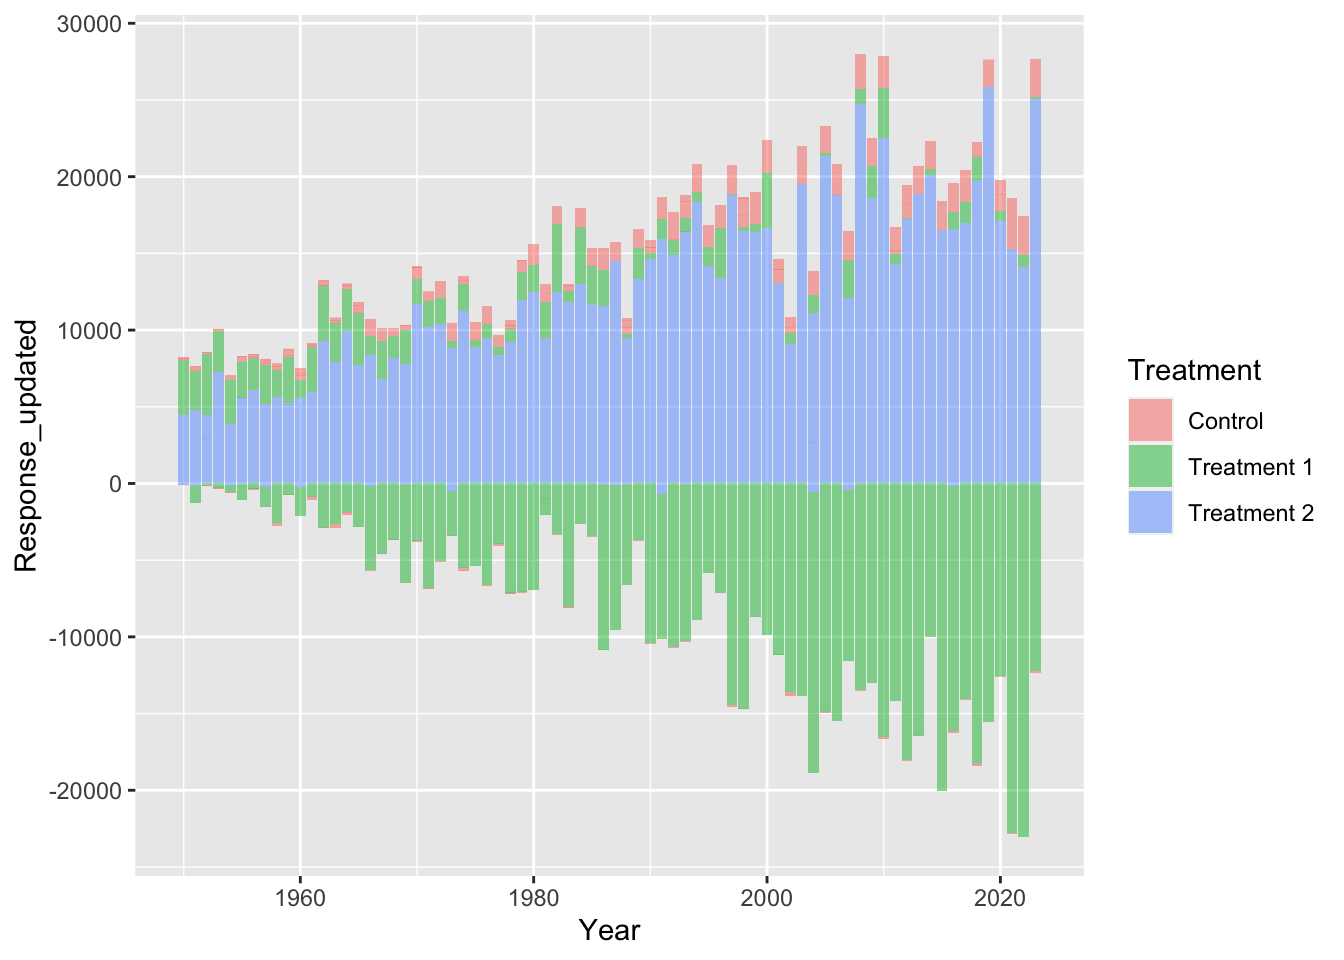 30000
20000
10000
0
-10000
-20000
Response_updated
1960
1980
2000
2020
Year
Treatment
Control
Treatment 1
Treatment 2